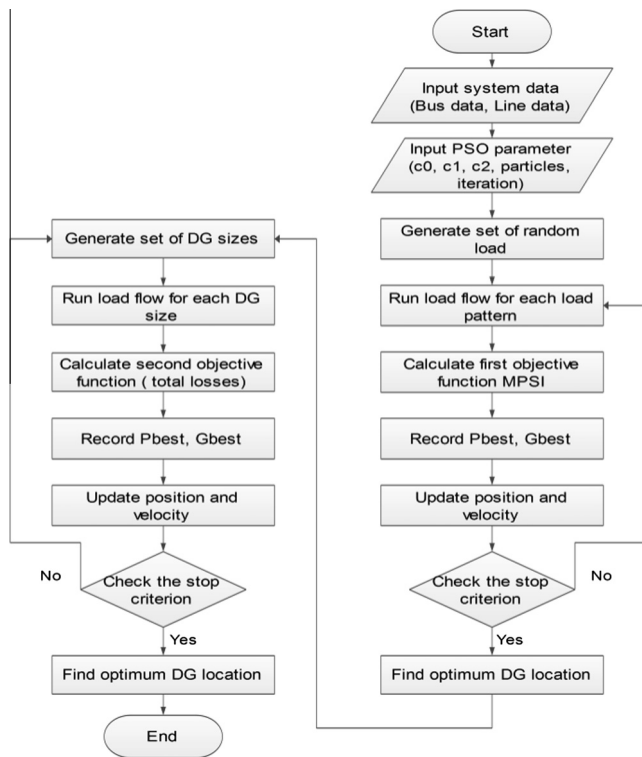 Start
Input system data
(Bus data, Line data)
Input PSO parameter
(c0, c1, c2, particles,
iteration)
Generate set of random
load
Run load flow for each load
pattern
Calculate first objective
function MPSI
Record Pbest, Gbest
Update position and
velocity
Check the stop
criterion
No
Yes
Find optimum DG location
Generate set of DG sizes
Run load flow for each DG
size
Calculate second objective
function ( total losses)
Record Pbest, Gbest
Update position and
velocity
Check the stop
criterion
No
Yes
Find optimum DG location
End